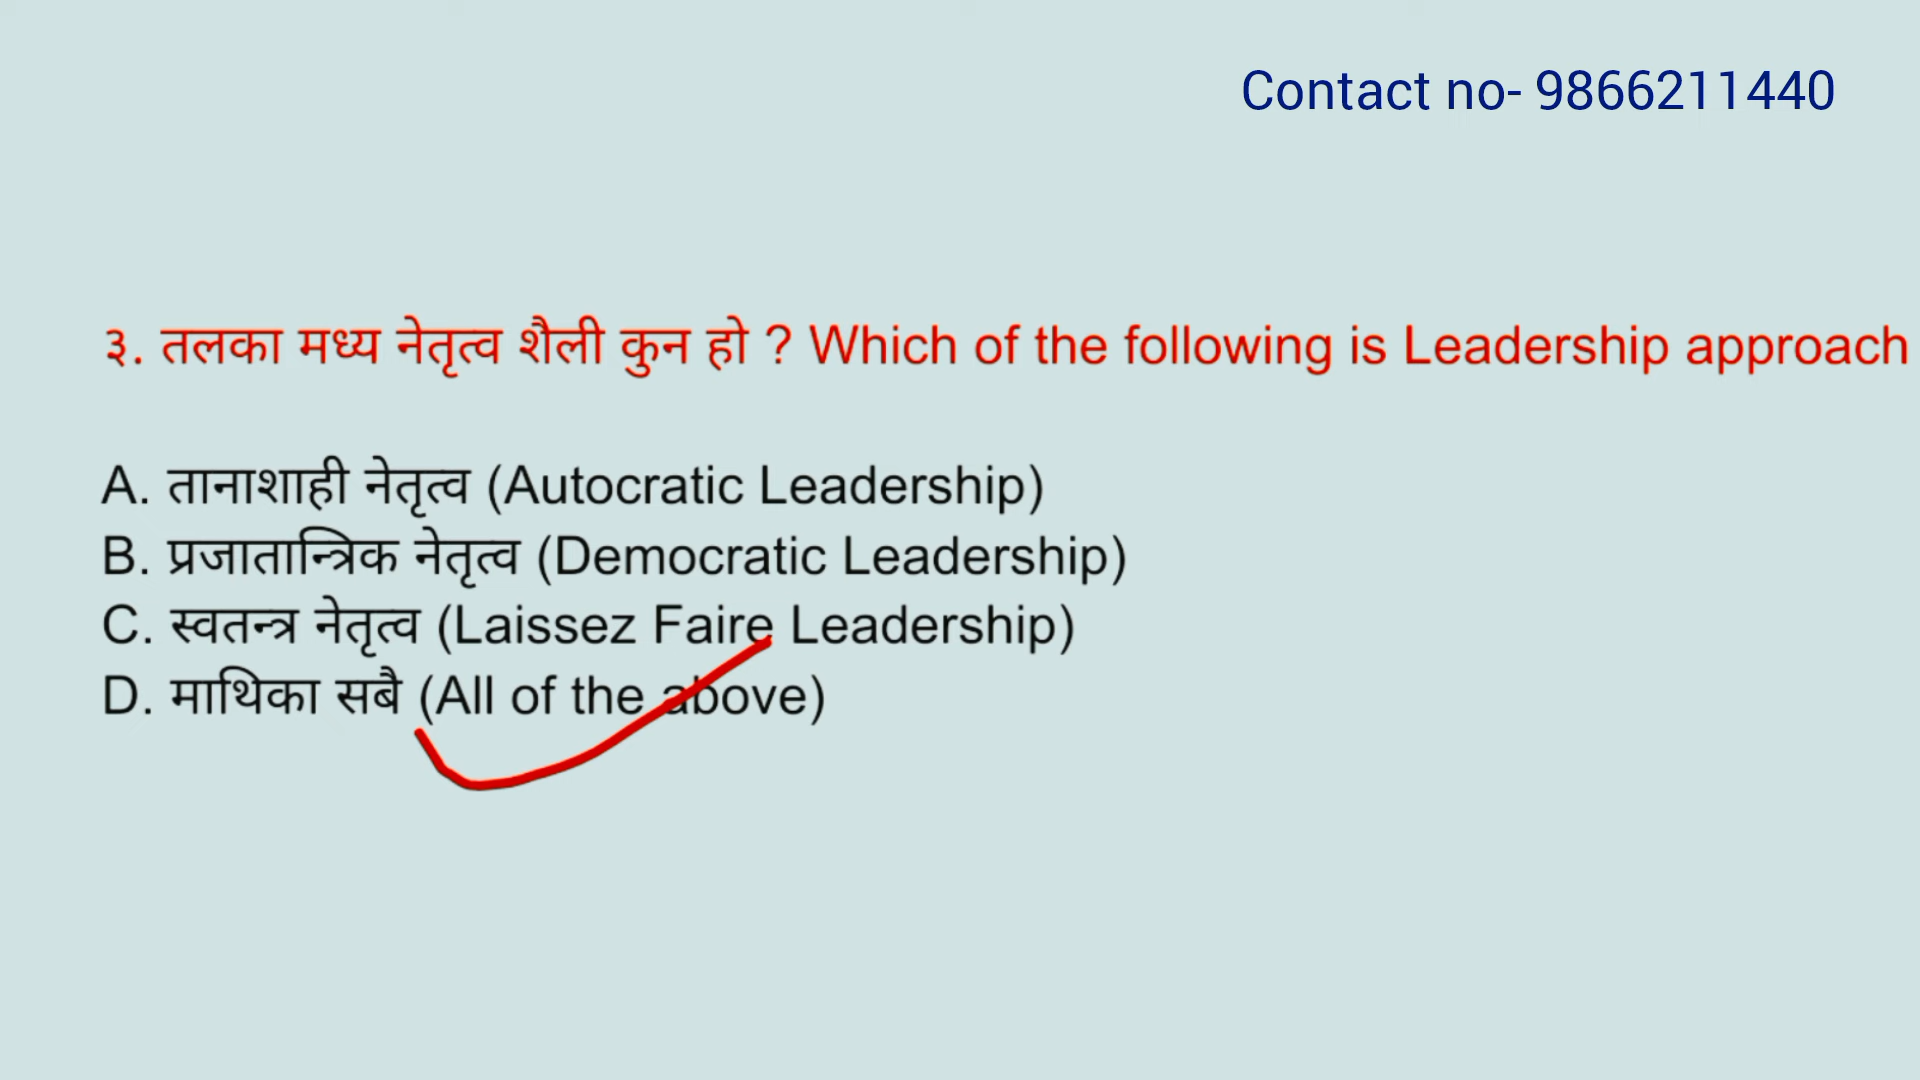 Contact no- 9866211440
३. तलका मध्य नेतृत्व शैली कुन हो ? Which of the following is Leadership approach
A. तानाशाही नेतृत्व (Autocratic Leadership)
B. प्रजातान्त्रिक नेतृत्व (Democratic Leadership)
C. स्वतन्त्र नेतृत्व (Laissez Faire Leadership)
D. माथिका सबै (All of the above)